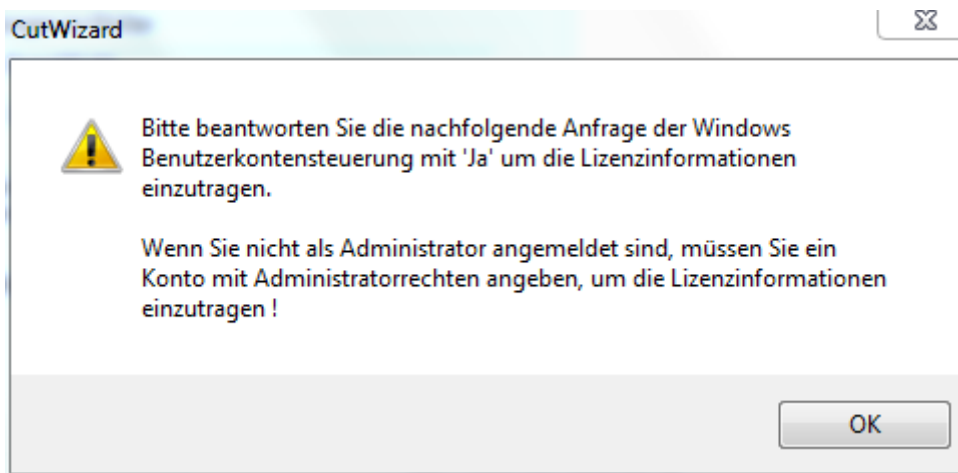 CutWizard
Bitte beantworten Sie die nachfolgende Anfrage der Windows
Benutzerkontensteuerung mit 'Ja' um die Lizenzinformationen
einzutragen.
Wenn Sie nicht als Administrator angemeldet sind, müssen Sie ein
Konto mit Administratorrechten angeben, um die Lizenzinformationen
einzutragen !
OK